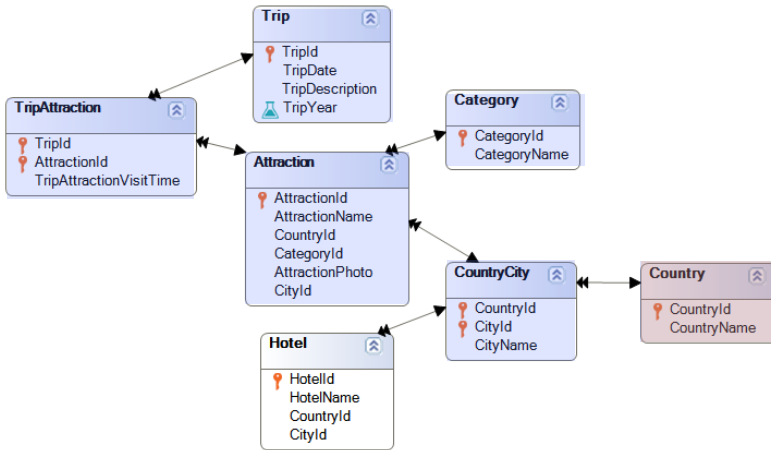 Trip
TripId
TripDate
TripDescription
TripYear
TripAttraction
TripId
AttractionId
TripAttractionVisitTime
Category
CategoryId
CategoryName
Attraction
AttractionId
AttractionName
CountryId
CategoryId
AttractionPhoto
CityId
CountryCity
CountryId
CityId
CityName
Country
CountryId
CountryName
Hotel
HotelId
HotelName
CountryId
CityId